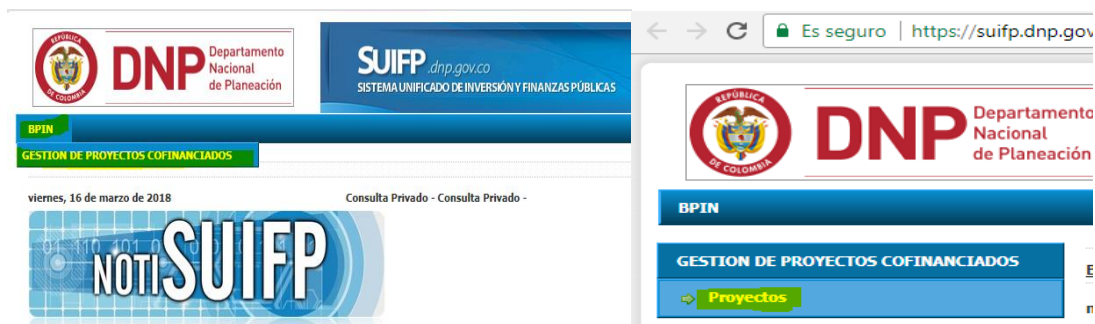 REPÚBLICA
DE COLOMBIA
DNP
Departamento
Nacional
de Planeación
SUIFP.dnp.gov.co
SISTEMA UNIFICADO DE INVERSIÓN Y FINANZAS PÚBLICAS
BPIN
GESTION DE PROYECTOS COFINANCIADOS
viernes, 16 de marzo de 2018
Consulta Privado - Consulta Privado -
NOTISUIFP
Es seguro | https://suifp.dnp.gov
REPÚBLICA
DE COLOMBIA
DNP
Departamento
Nacional
de Planeación
BPIN
GESTION DE PROYECTOS COFINANCIADOS
Proyectos